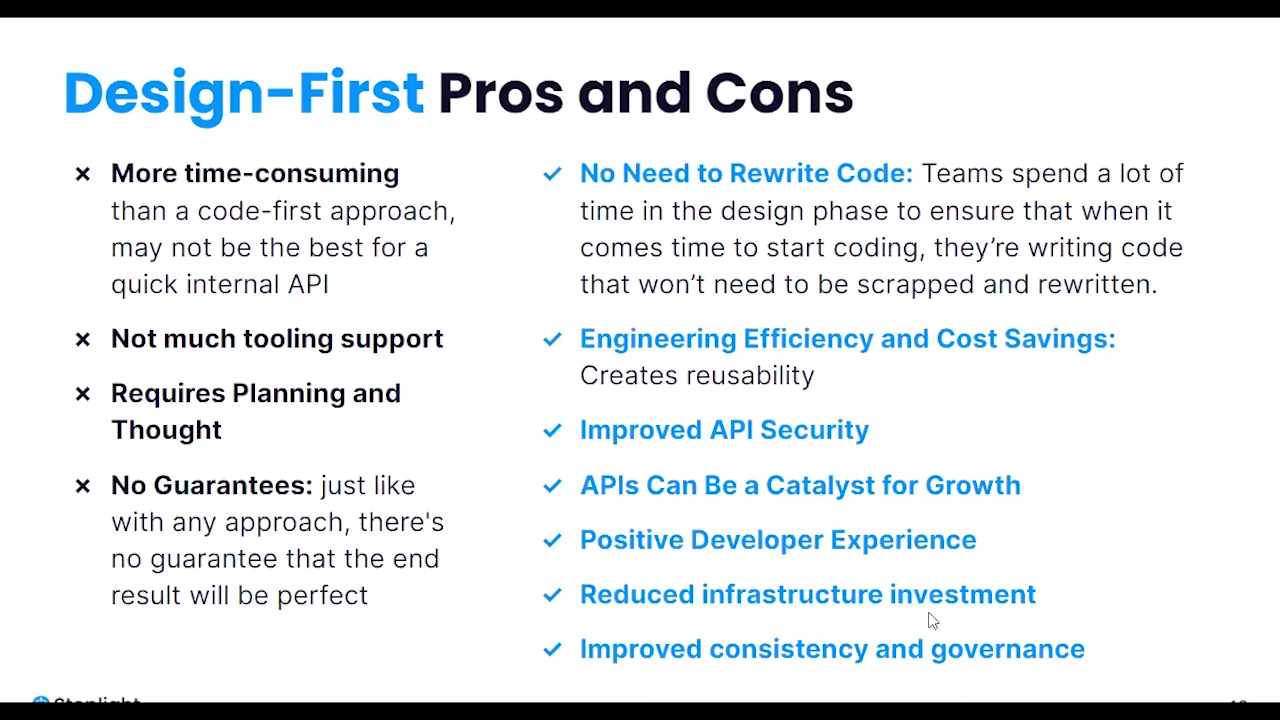 Design-First Pros and Cons
× More time-consuming
than a code-first approach,
may not be the best for a
quick internal API
× Not much tooling support
× Requires Planning and
Thought
× No Guarantees: just like
with any approach, there's
no guarantee that the end
result will be perfect
✓ No Need to Rewrite Code: Teams spend a lot of
time in the design phase to ensure that when it
comes time to start coding, they’re writing code
that won’t need to be scrapped and rewritten.
✓ Engineering Efficiency and Cost Savings:
Creates reusability
✓ Improved API Security
✓ APIs Can Be a Catalyst for Growth
✓ Positive Developer Experience
✓ Reduced infrastructure investment
✓ Improved consistency and governance
Stoplight